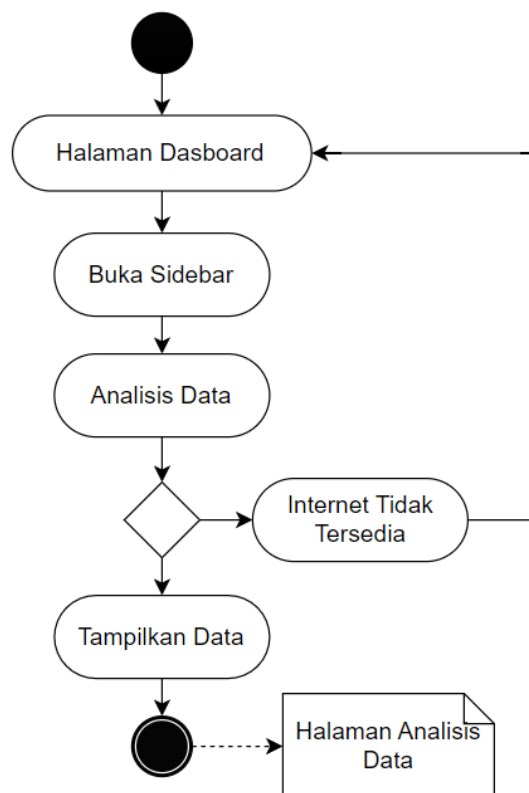 Halaman Dasboard
Buka Sidebar
Analisis Data
Internet Tidak
Tersedia
Tampilkan Data
Halaman Analisis
Data